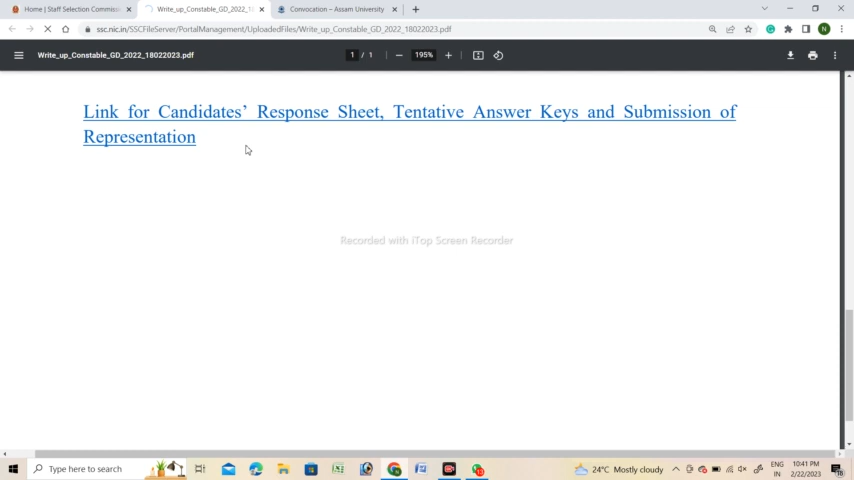 Home | Staff Selection Commissi
Write_up_Constable_GD_2022_18
Convocation – Assam University
ssc.nic.in/SSCFileServer/PortalManagement/UploadedFiles/Write_up_Constable_GD_2022_18022023.pdf
N
Write_up_Constable_GD_2022_18022023.pdf
1 / 1
195%
Link for Candidates' Response Sheet, Tentative Answer Keys and Submission of
Representation
Recorded with iTop Screen Recorder
Type here to search
24°C Mostly cloudy
ENG
IN
10:41 PM
2/22/2023